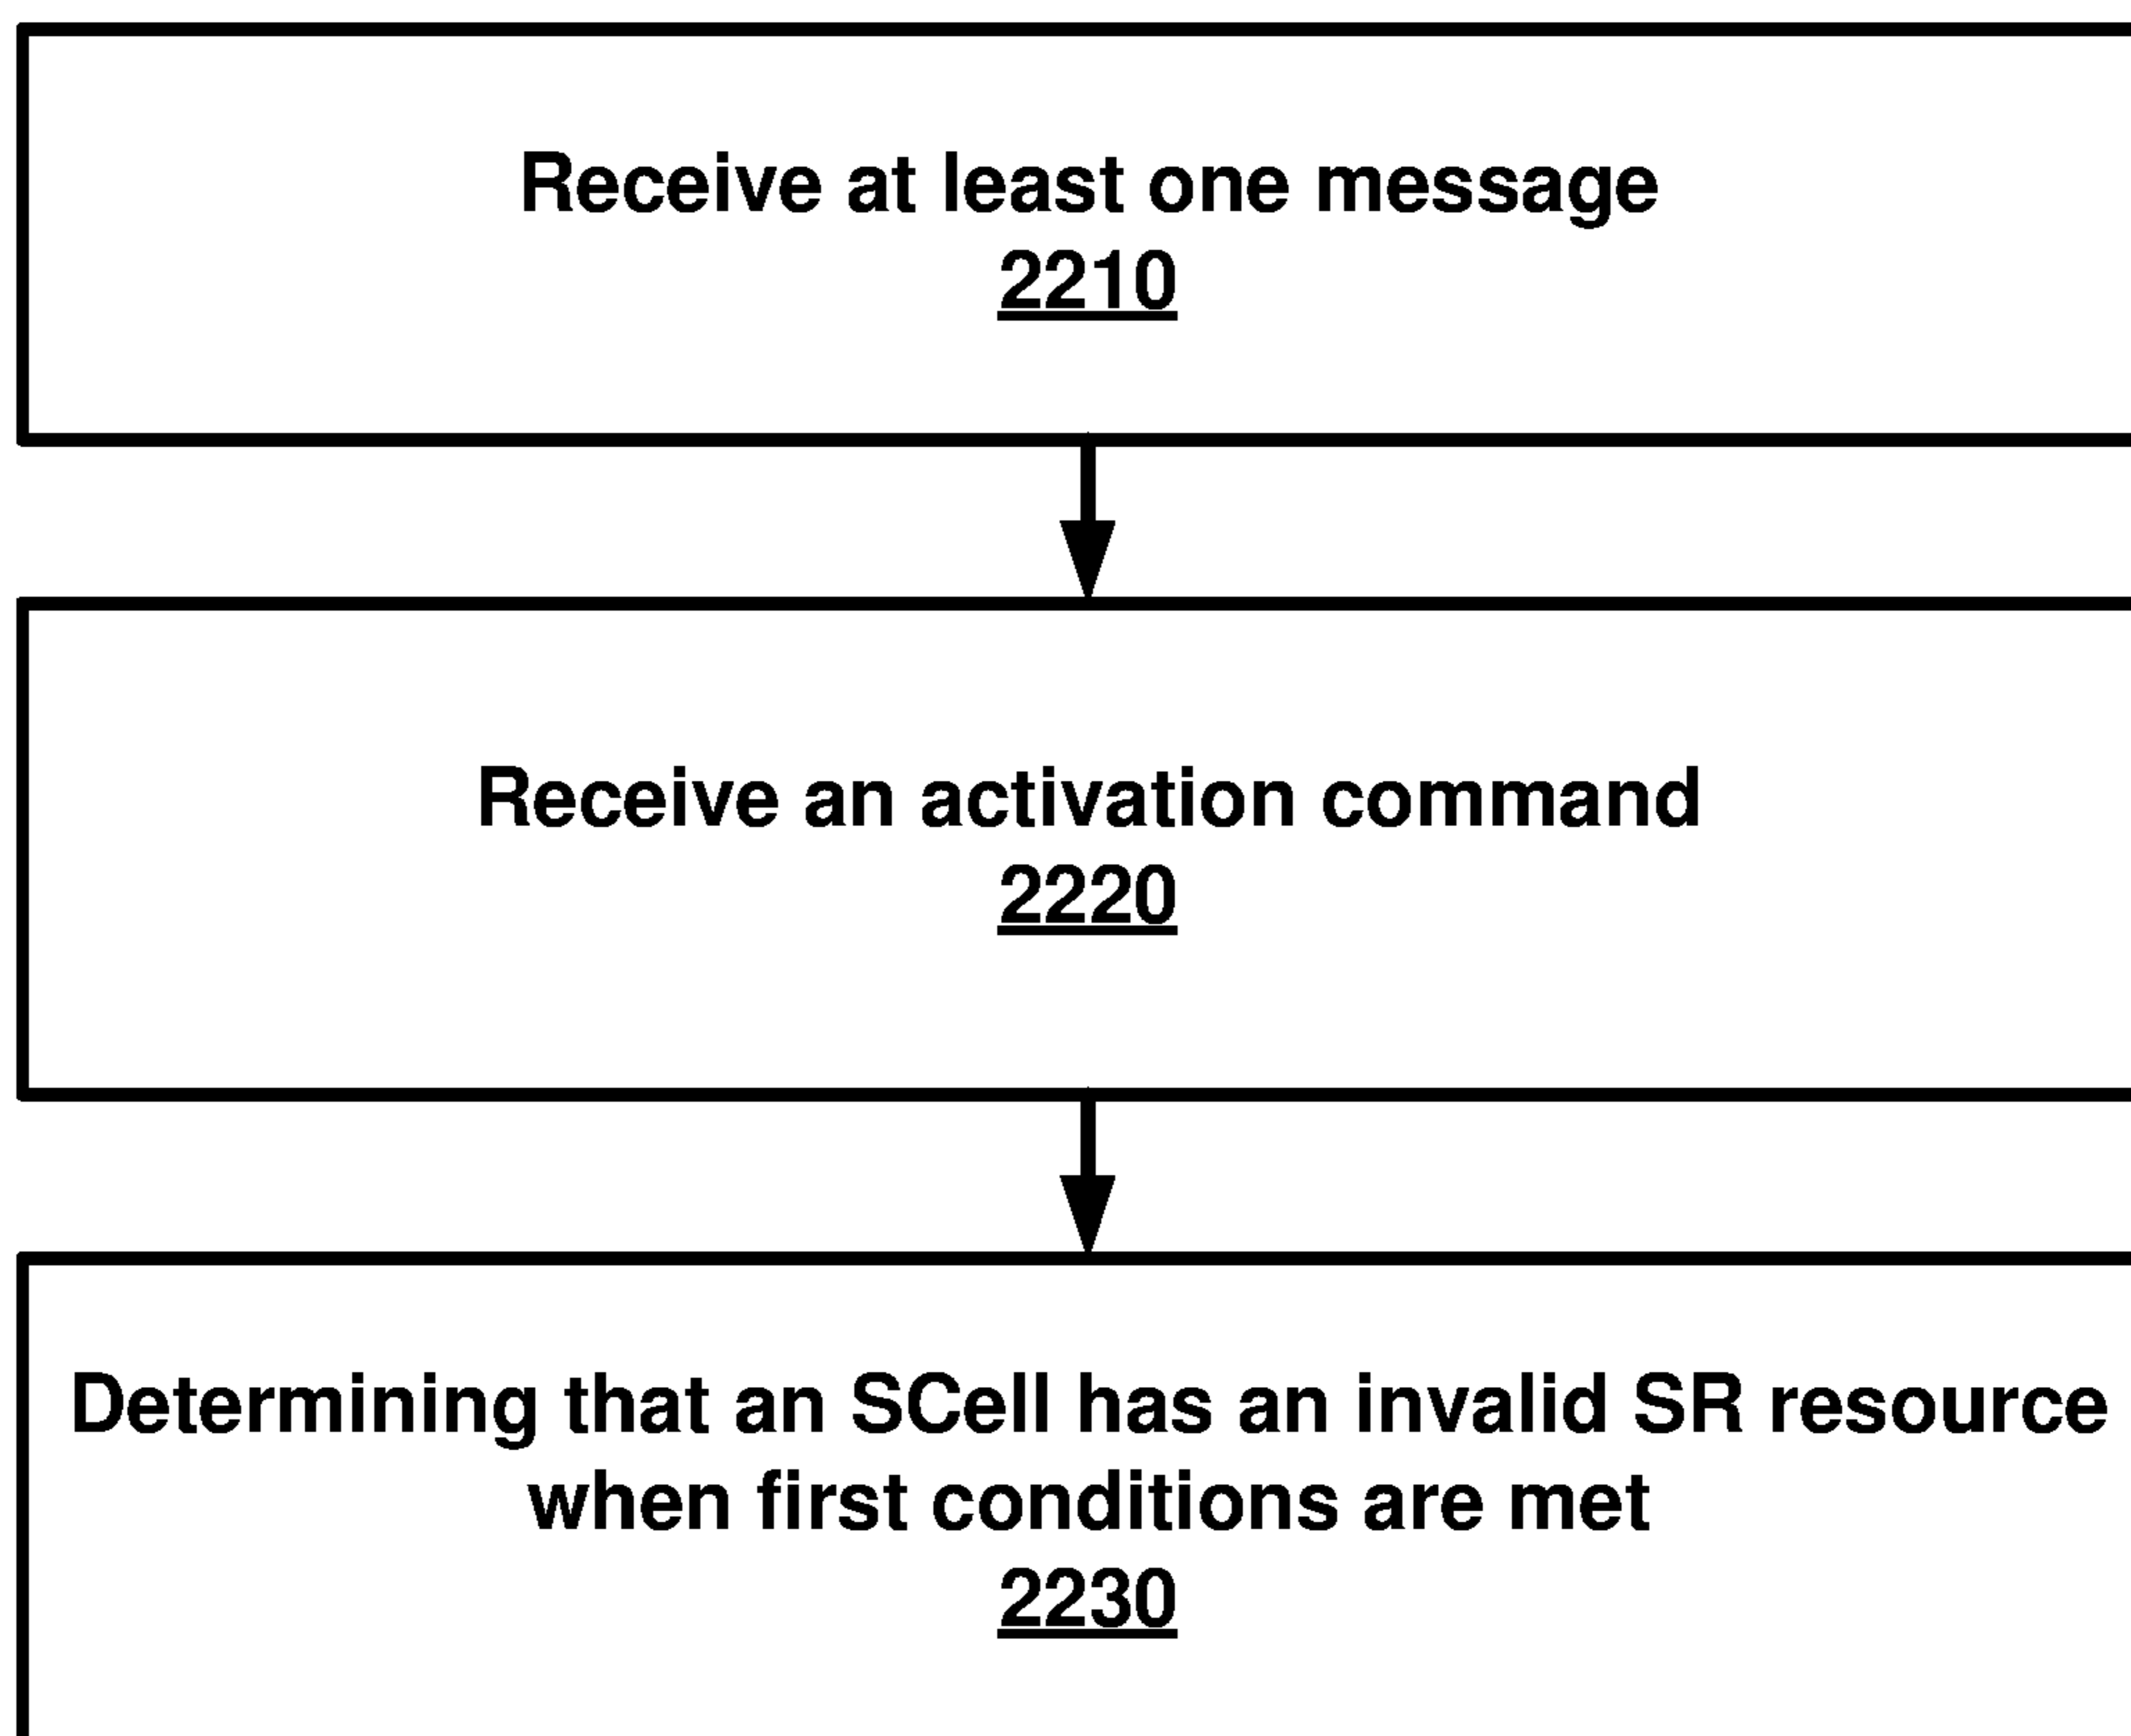 Receive at least one message
2210
Receive an activation command
2220
Determining that an SCell has an invalid SR resource
when first conditions are met
2230